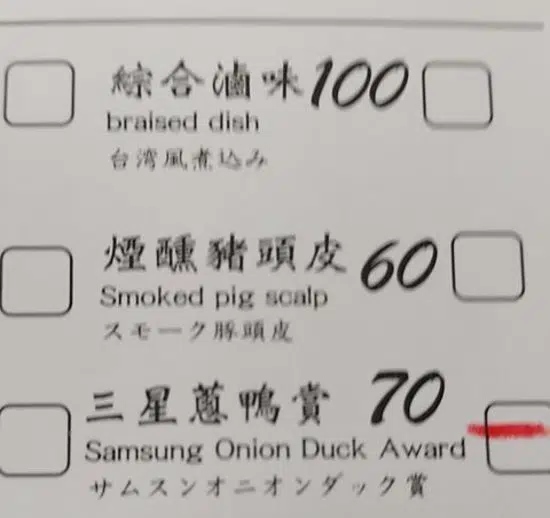 綜合滷味 100
braised dish
台湾風煮込み
煙醺豬頭皮 60
Smoked pig scalp
スモーク豚頭皮
三星蔥鴨賞 70
Samsung Onion Duck Award
サムスンオニオンダック賞